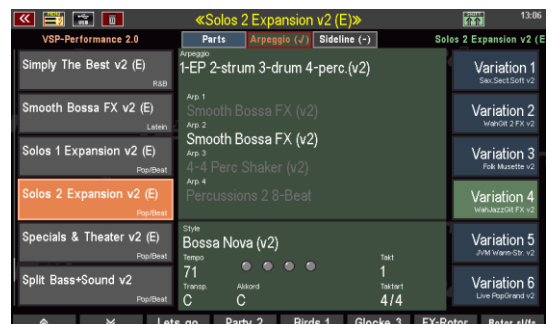 «Solos 2 Expansion v2 (E)»
13:06
VSP-Performance 2.0
Parts
Arpeggio (√)
Sideline (-)
Solos 2 Expansion v2 (E
Simply The Best v2 (E)
R&B
Smooth Bossa FX v2 (E)
Latein
Solos 1 Expansion v2 (E)
Pop/Beat
Solos 2 Expansion v2 (E)
Pop/Beat
Specials & Theater v2 (E)
Pop/Beat
Split Bass+Sound v2
Pop/Beat
Arpeggio
1-EP 2-strum 3-drum 4-perc.(v2)
Arp. 1
Smooth Bossa FX (v2)
Arp. 2
Smooth Bossa FX (v2)
Arp. 3
4-4 Perc Shaker (v2)
Arp. 4
Percussions 2 8-Beat
Style
Bossa Nova (v2)
Tempo
Takt
71
1
Transp.
Akkord
Taktart
C
C
4/4
Variation 1
Sax.Sect.Soft v2
Variation 2
WahGit 2 FX v2
Variation 3
Folk Musette v2
Variation 4
WahJazzGit FX v2
Variation 5
JVM Warm-Str. v2
Variation 6
Live PopGrand v2
Lets go
Party 2
Birds 1
Glocke 3
FX-Rotor
Rotor sl/fs